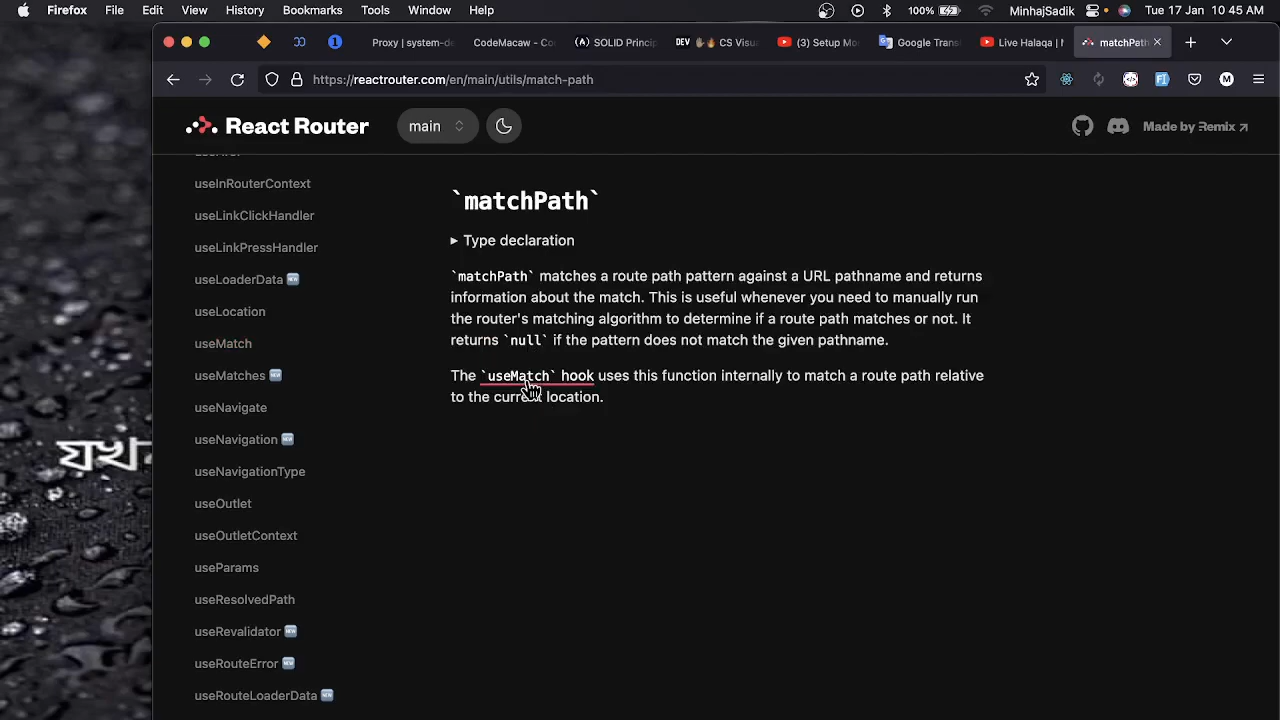 Firefox File Edit View History Bookmarks Tools Window Help 100% MinhajSadik Tue 17 Jan 10:45 AM
Proxy | system-de CodeMacaw - Co (A) SOLID Princip DEV CS Visua (3) Setup Mo Google Trans Live Halaqa | matchPath
https://reactrouter.com/en/main/utils/match-path
React Router main Made by Remix ↗
useInRouterContext
useLinkClickHandler
useLinkPressHandler
useLoaderData 🆕
useLocation
useMatch
useMatches 🆕
useNavigate
useNavigation 🆕
useNavigationType
useOutlet
useOutletContext
useParams
useResolvedPath
useRevalidator 🆕
useRouteError 🆕
useRouteLoaderData 🆕
`matchPath`
▸ Type declaration
`matchPath` matches a route path pattern against a URL pathname and returns
information about the match. This is useful whenever you need to manually run
the router's matching algorithm to determine if a route path matches or not. It
returns `null` if the pattern does not match the given pathname.
The `useMatch` hook uses this function internally to match a route path relative
to the current location.
যখ